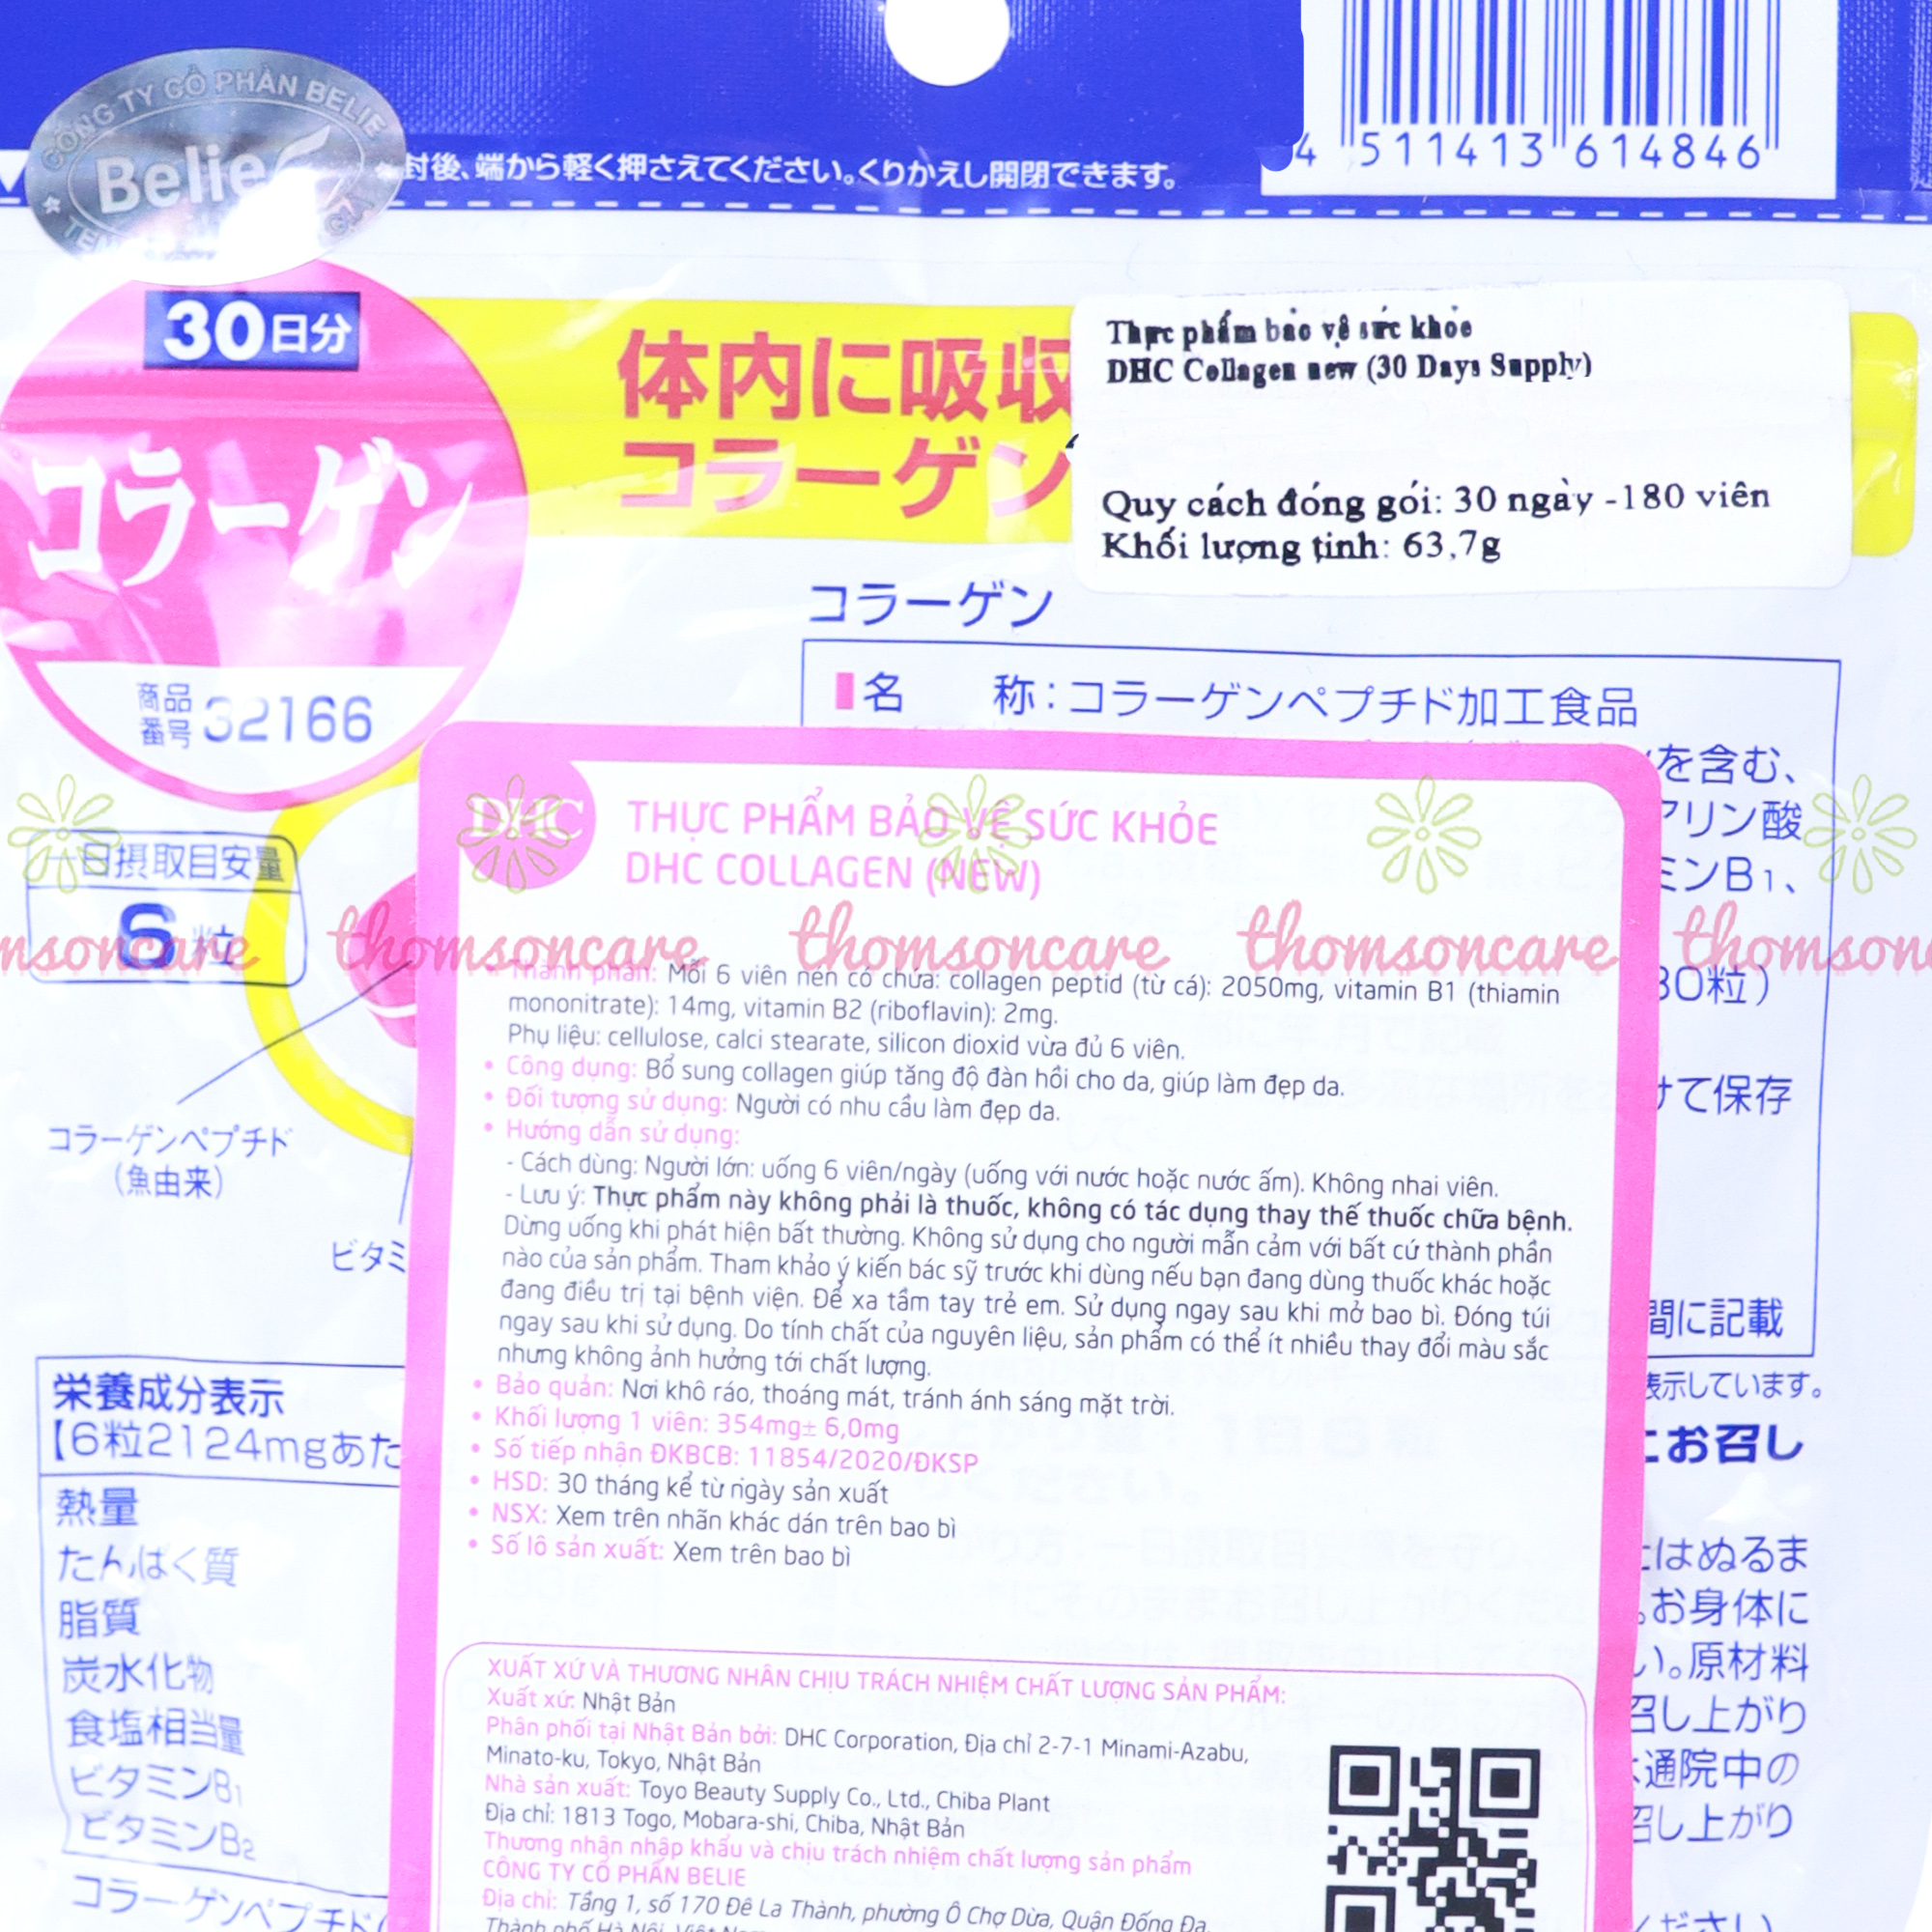 CÔNG TY CỔ PHẦN BELIE
Belie
封後、端から軽く押さえてください。くりかえし開閉できます。
4 511413 614846
30日分
コラーゲン
商品番号 32166
体内に吸収
コラーゲン
Thực phẩm bảo vệ sức khỏe
DHC Collagen new (30 Days Supply)
Quy cách đóng gói: 30 ngày -180 viên
Khối lượng tịnh: 63,7g
コラーゲン
名 称：コラーゲンペプチド加工食品
を含む、
アリン酸
ミンB1、
30粒）
けて保存
間に記載
表示しています。
お召し
はぬるま
。お身体に
い。原材料
召し上がり
通院中の
召し上がり
ください
一日摂取目安量
6粒
コラーゲンペプチド
（魚由来）
ビタミ
栄養成分表示
【6粒2124mgあた
熱量
たんぱく質
脂質
炭水化物
食塩相当量
ビタミンB1
ビタミンB2
コラーゲンペプチド(
DHC
THỰC PHẨM BẢO VỆ SỨC KHỎE
DHC COLLAGEN (NEW)
msoncare thomsoncare thomsoncare thomsoncare thomson
• Thành phần: Mỗi 6 viên nén có chứa: collagen peptid (từ cá): 2050mg, vitamin B1 (thiamin
mononitrate): 14mg, vitamin B2 (riboflavin): 2mg.
Phụ liệu: cellulose, calci stearate, silicon dioxid vừa đủ 6 viên.
• Công dụng: Bổ sung collagen giúp tăng độ đàn hồi cho da, giúp làm đẹp da.
• Đối tượng sử dụng: Người có nhu cầu làm đẹp da.
• Hướng dẫn sử dụng:
- Cách dùng: Người lớn: uống 6 viên/ngày (uống với nước hoặc nước ấm). Không nhai viên.
- Lưu ý: Thực phẩm này không phải là thuốc, không có tác dụng thay thế thuốc chữa bệnh.
Dừng uống khi phát hiện bất thường. Không sử dụng cho người mẫn cảm với bất cứ thành phần
nào của sản phẩm. Tham khảo ý kiến bác sỹ trước khi dùng nếu bạn đang dùng thuốc khác hoặc
đang điều trị tại bệnh viện. Để xa tầm tay trẻ em. Sử dụng ngay sau khi mở bao bì. Đóng túi
ngay sau khi sử dụng. Do tính chất của nguyên liệu, sản phẩm có thể ít nhiều thay đổi màu sắc
nhưng không ảnh hưởng tới chất lượng.
• Bảo quản: Nơi khô ráo, thoáng mát, tránh ánh sáng mặt trời.
• Khối lượng 1 viên: 354mg± 6,0mg
• Số tiếp nhận ĐKBCB: 11854/2020/ĐKSP
• HSD: 30 tháng kể từ ngày sản xuất
• NSX: Xem trên nhãn khác dán trên bao bì
• Số lô sản xuất: Xem trên bao bì
XUẤT XỨ VÀ THƯƠNG NHÂN CHỊU TRÁCH NHIỆM CHẤT LƯỢNG SẢN PHẨM:
Xuất xứ: Nhật Bản
Phân phối tại Nhật Bản bởi: DHC Corporation, Địa chỉ 2-7-1 Minami-Azabu,
Minato-ku, Tokyo, Nhật Bản
Nhà sản xuất: Toyo Beauty Supply Co., Ltd., Chiba Plant
Địa chỉ: 1813 Togo, Mobara-shi, Chiba, Nhật Bản
Thương nhân nhập khẩu và chịu trách nhiệm chất lượng sản phẩm
CÔNG TY CỔ PHẦN BELIE
Địa chỉ: Tầng 1, số 170 Đê La Thành, phường Ô Chợ Dừa, Quận Đống Đa,
Thành phố Hà Nội, Việt Nam